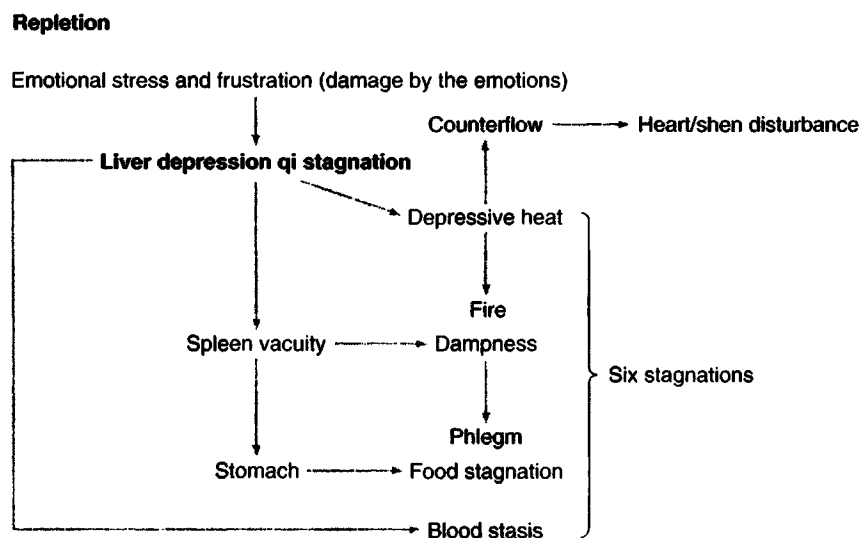 Repletion
Emotional stress and frustration (damage by the emotions)
Counterflow
Heart/shen disturbance
Liver depression qi stagnation
Depressive heat
Fire
Spleen vacuity
Dampness
Six stagnations
Phlegm
Stomach
Food stagnation
Blood stasis